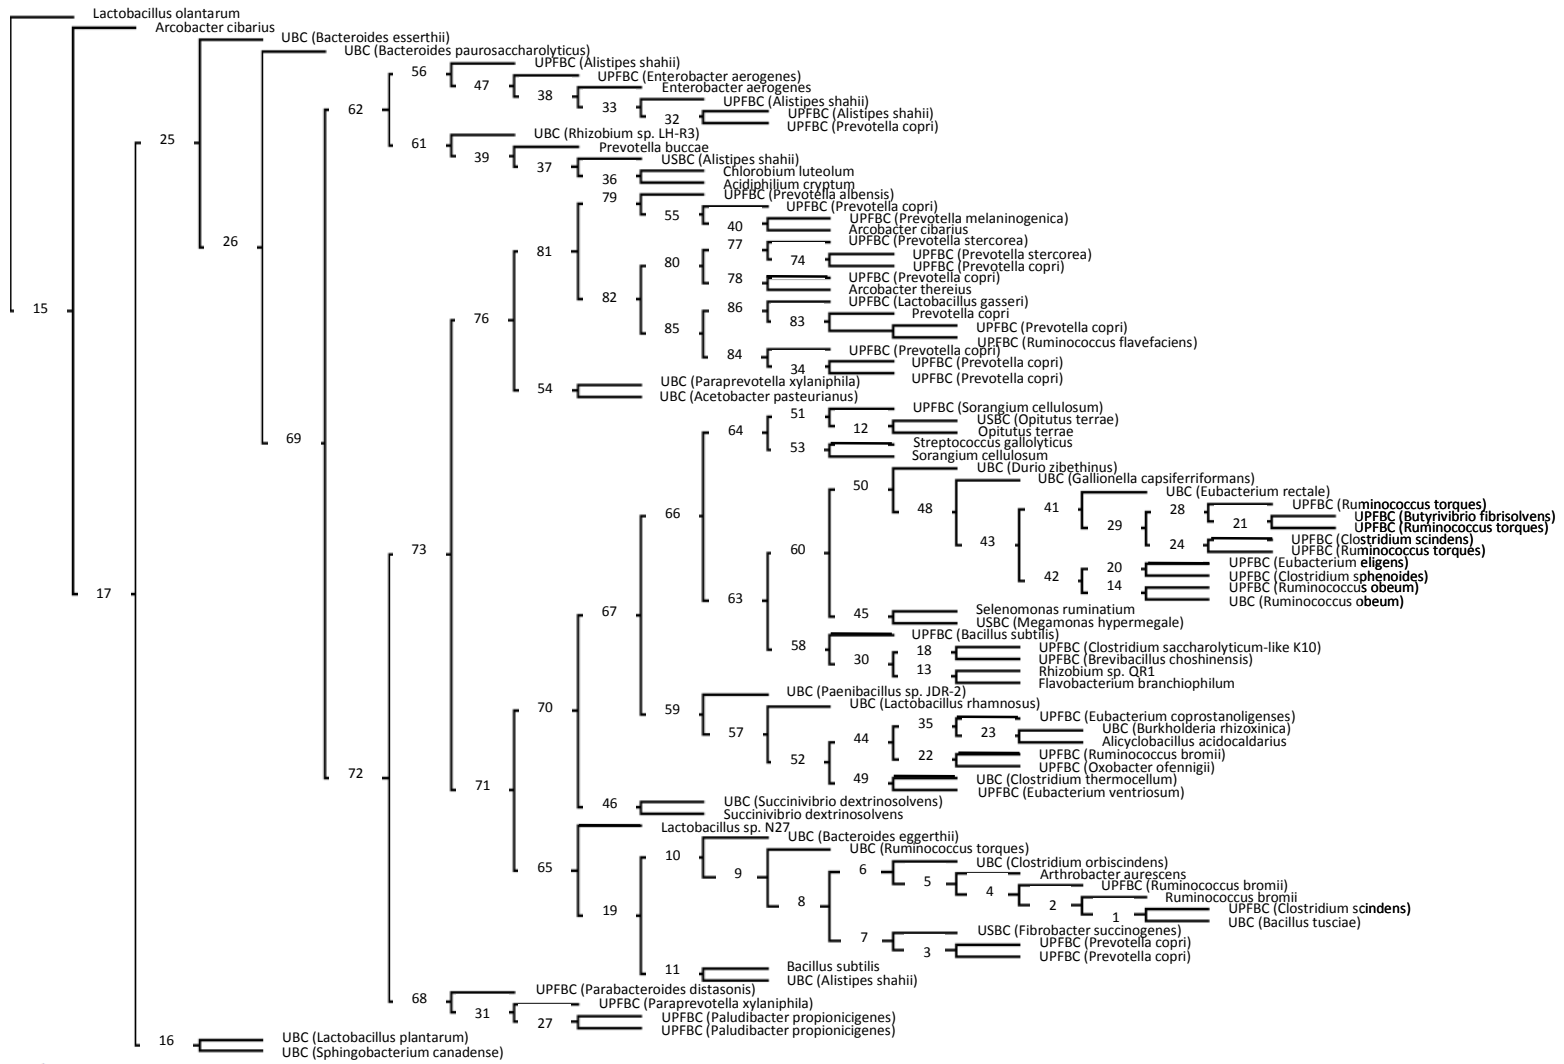 Lactobacillus olantarum
Arcobacter cibarius
UBC (Bacteroides esserthii)
UBC (Bacteroides paurosaccharolyticus)
56 UPFBC (Alistipes shahii)
47 UPFBC (Enterobacter aerogenes)
38 Enterobacter aerogenes
62 33 UPFBC (Alistipes shahii)
32 UPFBC (Alistipes shahii)
UPFBC (Prevotella copri)
25 61 UBC (Rhizobium sp. LH-R3)
39 Prevotella buccae
37 USBC (Alistipes shahii)
36 Chlorobium luteolum
Acidiphilium cryptum
79 UPFBC (Prevotella albensis)
55 UPFBC (Prevotella copri)
40 UPFBC (Prevotella melaninogenica)
Arcobacter cibarius
26 81 77 UPFBC (Prevotella stercorea)
80 74 UPFBC (Prevotella stercorea)
UPFBC (Prevotella copri)
78 UPFBC (Prevotella copri)
Arcobacter thereius
82 86 UPFBC (Lactobacillus gasseri)
15 76 83 Prevotella copri
85 UPFBC (Prevotella copri)
UPFBC (Ruminococcus flavefaciens)
84 UPFBC (Prevotella copri)
34 UPFBC (Prevotella copri)
UPFBC (Prevotella copri)
54 UBC (Paraprevotella xylaniphila)
UBC (Acetobacter pasteurianus)
51 UPFBC (Sorangium cellulosum)
64 12 USBC (Opitutus terrae)
Opitutus terrae
69 53 Streptococcus gallolyticus
Sorangium cellulosum
50 UBC (Durio zibethinus)
48 UBC (Gallionella capsiferriformans)
41 UBC (Eubacterium rectale)
66 28 UPFBC (Ruminococcus torques)
29 21 UPFBC (Butyrivibrio fibrisolvens)
UPFBC (Ruminococcus torques)
43 24 UPFBC (Clostridium scindens)
73 60 UPFBC (Ruminococcus torques)
42 20 UPFBC (Eubacterium eligens)
UPFBC (Clostridium sphenoides)
17 63 14 UPFBC (Ruminococcus obeum)
UBC (Ruminococcus obeum)
67 45 Selenomonas ruminatium
USBC (Megamonas hypermegale)
58 UPFBC (Bacillus subtilis)
30 18 UPFBC (Clostridium saccharolyticum-like K10)
UPFBC (Brevibacillus choshinensis)
13 Rhizobium sp. QR1
Flavobacterium branchiophilum
59 UBC (Paenibacillus sp. JDR-2)
70 57 UBC (Lactobacillus rhamnosus)
35 UPFBC (Eubacterium coprostanoligenses)
44 23 UBC (Burkholderia rhizoxinica)
Alicyclobacillus acidocaldarius
52 22 UPFBC (Ruminococcus bromii)
UPFBC (Oxobacter ofennigii)
72 71 49 UBC (Clostridium thermocellum)
UPFBC (Eubacterium ventriosum)
46 UBC (Succinivibrio dextrinosolvens)
Succinivibrio dextrinosolvens
65 Lactobacillus sp. N27
10 UBC (Bacteroides eggerthii)
9 UBC (Ruminococcus torques)
6 UBC (Clostridium orbiscindens)
5 Arthrobacter aurescens
4 UPFBC (Ruminococcus bromii)
19 8 2 Ruminococcus bromii
1 UPFBC (Clostridium scindens)
UBC (Bacillus tusciae)
7 USBC (Fibrobacter succinogenes)
3 UPFBC (Prevotella copri)
UPFBC (Prevotella copri)
11 Bacillus subtilis
UBC (Alistipes shahii)
68 UPFBC (Parabacteroides distasonis)
31 UPFBC (Paraprevotella xylaniphila)
27 UPFBC (Paludibacter propionicigenes)
UPFBC (Paludibacter propionicigenes)
16 UBC (Lactobacillus plantarum)
UBC (Sphingobacterium canadense)